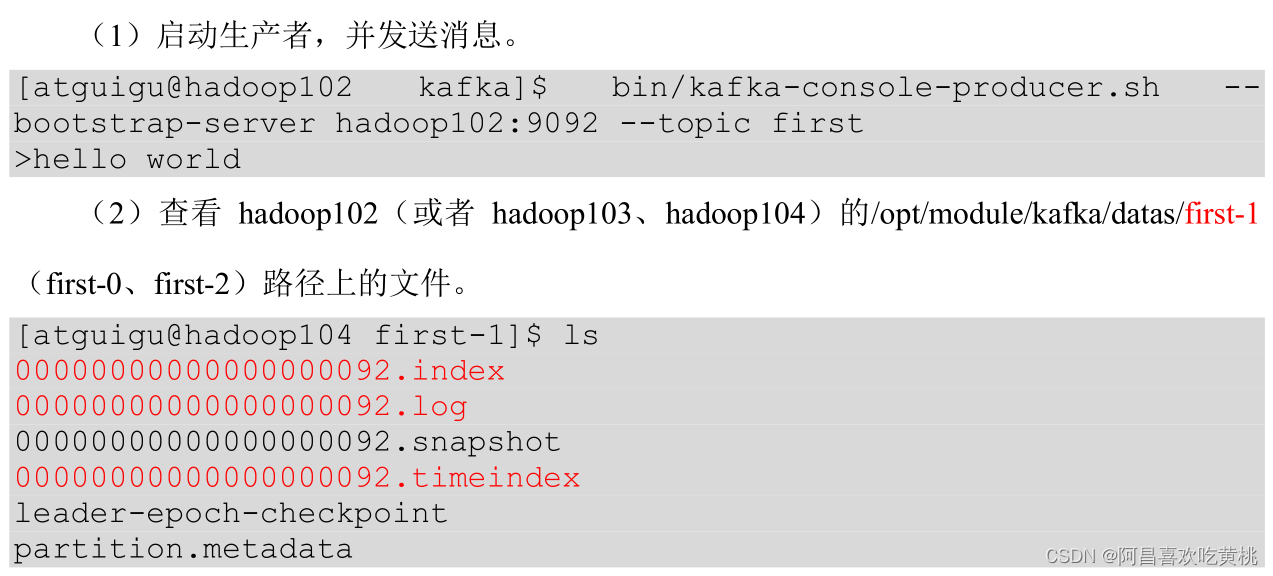 （1）启动生产者，并发送消息。
[atguigu@hadoop102 kafka]$ bin/kafka-console-producer.sh --
bootstrap-server hadoop102:9092 --topic first
>hello world
（2）查看 hadoop102（或者 hadoop103、hadoop104）的/opt/module/kafka/datas/first-1
（first-0、first-2）路径上的文件。
[atguigu@hadoop104 first-1]$ ls
00000000000000000092.index
00000000000000000092.log
00000000000000000092.snapshot
00000000000000000092.timeindex
leader-epoch-checkpoint
partition.metadata
CSDN @阿昌喜欢吃黄桃